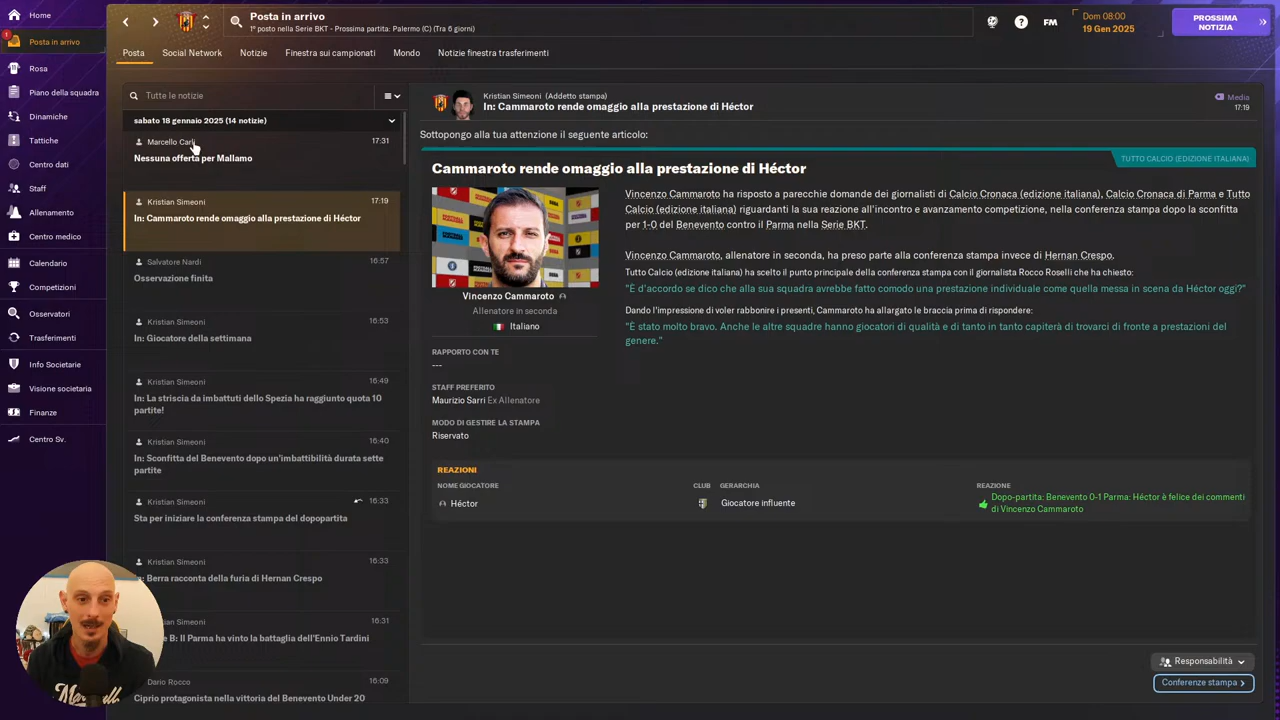 Home
Posta in arrivo
1
Rosa
Piano della squadra
Dinamiche
Tattiche
Centro dati
Staff
Allenamento
Centro medico
Calendario
Competizioni
Osservatori
Trasferimenti
Info Societarie
Visione societaria
Finanze
Centro Sv.
Posta in arrivo
1º posto nella Serie BKT - Prossima partita: Palermo (C) (Tra 6 giorni)
FM
Dom 08:00
19 Gen 2025
PROSSIMA
NOTIZIA
Posta
Social Network
Notizie
Finestra sui campionati
Mondo
Notizie finestra trasferimenti
Tutte le notizie
sabato 18 gennaio 2025 (14 notizie)
Marcello Carli 17:31
Nessuna offerta per Mallamo
Kristian Simeoni 17:19
In: Cammaroto rende omaggio alla prestazione di Héctor
Salvatore Nardi 16:57
Osservazione finita
Kristian Simeoni 16:53
In: Giocatore della settimana
Kristian Simeoni 16:49
In: La striscia da imbattuti dello Spezia ha raggiunto quota 10
partite!
Kristian Simeoni 16:40
In: Sconfitta del Benevento dopo un'imbattibilità durata sette
partite
Kristian Simeoni 16:33
Sta per iniziare la conferenza stampa del dopopartita
Kristian Simeoni 16:33
Berra racconta della furia di Hernan Crespo
Kristian Simeoni 16:31
B: Il Parma ha vinto la battaglia dell'Ennio Tardini
Dario Rocco 16:09
Ciprio protagonista nella vittoria del Benevento Under 20
Kristian Simeoni (Addetto stampa)
In: Cammaroto rende omaggio alla prestazione di Héctor
Media
17:19
Sottopongo alla tua attenzione il seguente articolo:
TUTTO CALCIO (EDIZIONE ITALIANA)
Cammaroto rende omaggio alla prestazione di Héctor
Vincenzo Cammaroto
Allenatore in seconda
Italiano
RAPPORTO CON TE
---
STAFF PREFERITO
Maurizio Sarri Ex Allenatore
MODO DI GESTIRE LA STAMPA
Riservato
Vincenzo Cammaroto ha risposto a parecchie domande dei giornalisti di Calcio Cronaca (edizione italiana), Calcio Cronaca di Parma e Tutto
Calcio (edizione italiana) riguardanti la sua reazione all'incontro e avanzamento competizione, nella conferenza stampa dopo la sconfitta
per 1-0 del Benevento contro il Parma nella Serie BKT.
Vincenzo Cammaroto, allenatore in seconda, ha preso parte alla conferenza stampa invece di Hernan Crespo.
Tutto Calcio (edizione italiana) ha scelto il punto principale della conferenza stampa con il giornalista Rocco Roselli che ha chiesto:
"È d'accordo se dico che alla sua squadra avrebbe fatto comodo una prestazione individuale come quella messa in scena da Héctor oggi?"
Dando l'impressione di voler rabbonire i presenti, Cammaroto ha allargato le braccia prima di rispondere:
"È stato molto bravo. Anche le altre squadre hanno giocatori di qualità e di tanto in tanto capiterà di trovarci di fronte a prestazioni del
genere."
REAZIONI
NOME GIOCATORE CLUB GERARCHIA REAZIONE
Héctor Giocatore influente Dopo-partita: Benevento 0-1 Parma: Héctor è felice dei commenti
di Vincenzo Cammaroto
Responsabilità
Conferenze stampa